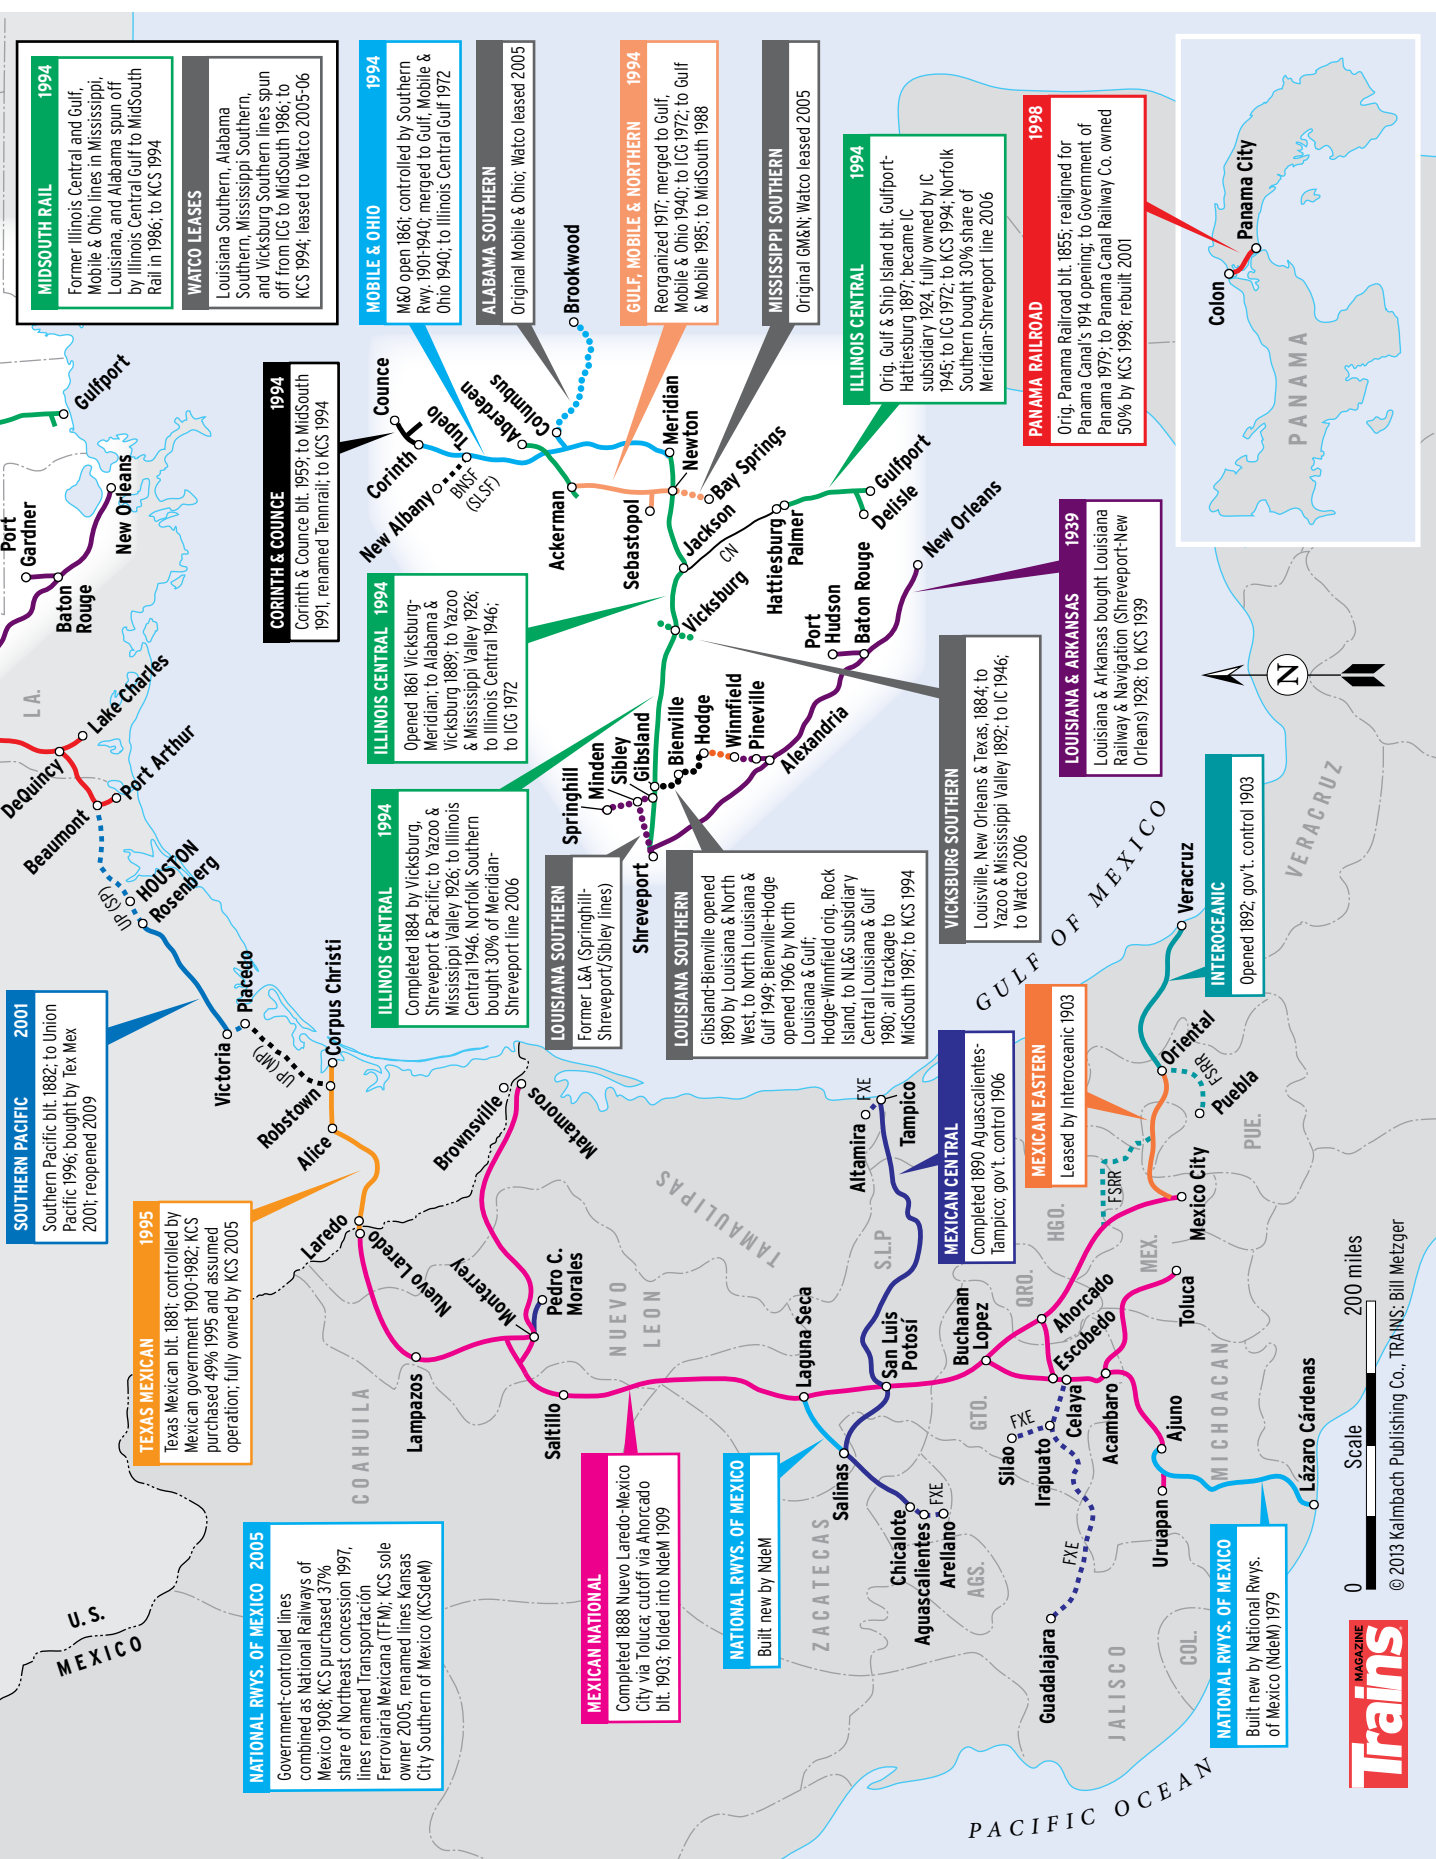 MIDSOUTH RAIL 1994
Former Illinois Central and Gulf,
Mobile & Ohio lines in Mississippi,
Louisiana, and Alabama spun off
by Illinois Central Gulf to MidSouth
Rail in 1986; to KCS 1994
WATCO LEASES
Louisiana Southern, Alabama
Southern, Mississippi Southern,
and Vicksburg Southern lines spun
off from ICG to MidSouth 1986; to
KCS 1994; leased to Watco 2005-06
MOBILE & OHIO 1994
M&O open 1861; controlled by Southern
Rwy. 1901-1940; merged to Gulf, Mobile &
Ohio 1940; to Illinois Central Gulf 1972
ALABAMA SOUTHERN
Original Mobile & Ohio; Watco leased 2005
GULF, MOBILE & NORTHERN 1994
Reorganized 1917; merged to Gulf,
Mobile & Ohio 1940; to ICG 1972; to Gulf
& Mobile 1985; to MidSouth 1988
MISSISSIPPI SOUTHERN
Original GM&N; Watco leased 2005
ILLINOIS CENTRAL 1994
Orig. Gulf & Ship Island blt. Gulfport-
Hattiesburg 1897; became IC
subsidiary 1924, fully owned by IC
1945; to ICG 1972; to KCS 1994; Norfolk
Southern bought 30% share of
Meridian-Shreveport line 2006
PANAMA RAILROAD 1998
Orig. Panama Railroad blt. 1855; realigned for
Panama Canal's 1914 opening; to Government of
Panama 1979; to Panama Canal Railway Co. owned
50% by KCS 1998; rebuilt 2001
Colon
Panama City
PANAMA
CORINTH & COUNCE 1994
Corinth & Counce blt. 1959; to MidSouth
1991, renamed Tennrail; to KCS 1994
ILLINOIS CENTRAL 1994
Opened 1861 Vicksburg-
Meridian; to Alabama &
Vicksburg 1889; to Yazoo
& Mississippi Valley 1926;
to Illinois Central 1946;
to ICG 1972
ILLINOIS CENTRAL 1994
Completed 1884 by Vicksburg,
Shreveport & Pacific; to Yazoo &
Mississippi Valley 1926; to Illinois
Central 1946. Norfolk Southern
bought 30% of Meridian-
Shreveport line 2006
LOUISIANA SOUTHERN
Former L&A (Springhill-
Shreveport/Sibley lines)
LOUISIANA SOUTHERN
Gibsland-Bienville opened
1890 by Louisiana & North
West, to North Louisiana &
Gulf 1949; Bienville-Hodge
opened 1906 by North
Louisiana & Gulf;
Hodge-Winnfield orig. Rock
Island, to NL&G subsidiary
Central Louisiana & Gulf
1980; all trackage to
MidSouth 1987; to KCS 1994
VICKSBURG SOUTHERN
Louisville, New Orleans & Texas, 1884; to
Yazoo & Mississippi Valley 1892; to IC 1946;
to Watco 2006
LOUISIANA & ARKANSAS 1939
Louisiana & Arkansas bought Louisiana
Railway & Navigation (Shreveport-New
Orleans) 1928; to KCS 1939
Counce
Corinth
Tupelo
New Albany
BNSF
(SLSF)
Aberdeen
Columbus
Brookwood
Ackerman
Meridian
Newton
Sebastopol
Bay Springs
Jackson
CN
Hattiesburg
Palmer
Gulfport
Delisle
Vicksburg
Port
Hudson
Baton Rouge
New Orleans
Springhill
Minden
Sibley
Gibsland
Bienville
Hodge
Winnfield
Pineville
Alexandria
Shreveport
Gulfport
Port
Gardner
Baton
Rouge
New Orleans
LA.
Lake Charles
DeQuincy
Port Arthur
Beaumont
HOUSTON
UP (SP)
Rosenberg
SOUTHERN PACIFIC 2001
Southern Pacific blt. 1882; to Union
Pacific 1996; bought by Tex Mex
2001; reopened 2009
Victoria
Placedo
UP (MP)
Corpus Christi
Robstown
Alice
TEXAS MEXICAN 1995
Texas Mexican blt. 1881; controlled by
Mexican government 1900-1982; KCS
purchased 49% 1995 and assumed
operation; fully owned by KCS 2005
Laredo
Nuevo Laredo
Brownsville
Matamoros
Monterrey
Pedro C.
Morales
Lampazos
Saltillo
COAHUILA
NUEVO
LEON
TAMAULIPAS
U.S.
MEXICO
NATIONAL RWYS. OF MEXICO 2005
Government-controlled lines
combined as National Railways of
Mexico 1908; KCS purchased 37%
share of Northeast concession 1997,
lines renamed Transportación
Ferroviaria Mexicana (TFM); KCS sole
owner 2005, renamed lines Kansas
City Southern of Mexico (KCSdeM)
MEXICAN NATIONAL
Completed 1888 Nuevo Laredo-Mexico
City via Toluca; cutoff via Ahorcado
blt. 1903; folded into NdeM 1909
NATIONAL RWYS. OF MEXICO
Built new by NdeM
Laguna Seca
Salinas
San Luis
Potosí
S.L.P
Altamira
FXE
Tampico
MEXICAN CENTRAL
Completed 1890 Aguascalientes-
Tampico; gov't. control 1906
ZACATECAS
Chicalote
Aguascalientes
Arellano
FXE
AGS.
Buchanan
Lopez
GTO.
QRO.
HGO.
Silao
FXE
Irapuato
Celaya
Escobedo
Ahorcado
Acambaro
Toluca
MEX.
Mexico City
FSRR
MEXICAN EASTERN
Leased by Interoceanic 1903
INTEROCEANIC
Opened 1892; gov't. control 1903
Oriental
FSRR
Puebla
PUE.
Veracruz
VERACRUZ
GULF OF MEXICO
N
Guadalajara
FXE
JALISCO
COL.
Ajuno
Uruapan
MICHOACAN
Lázaro Cárdenas
NATIONAL RWYS. OF MEXICO
Built new by National Rwys.
of Mexico (NdeM) 1979
PACIFIC OCEAN
0 Scale 200 miles
© 2013 Kalmbach Publishing Co., TRAINS: Bill Metzger
Trains
MAGAZINE